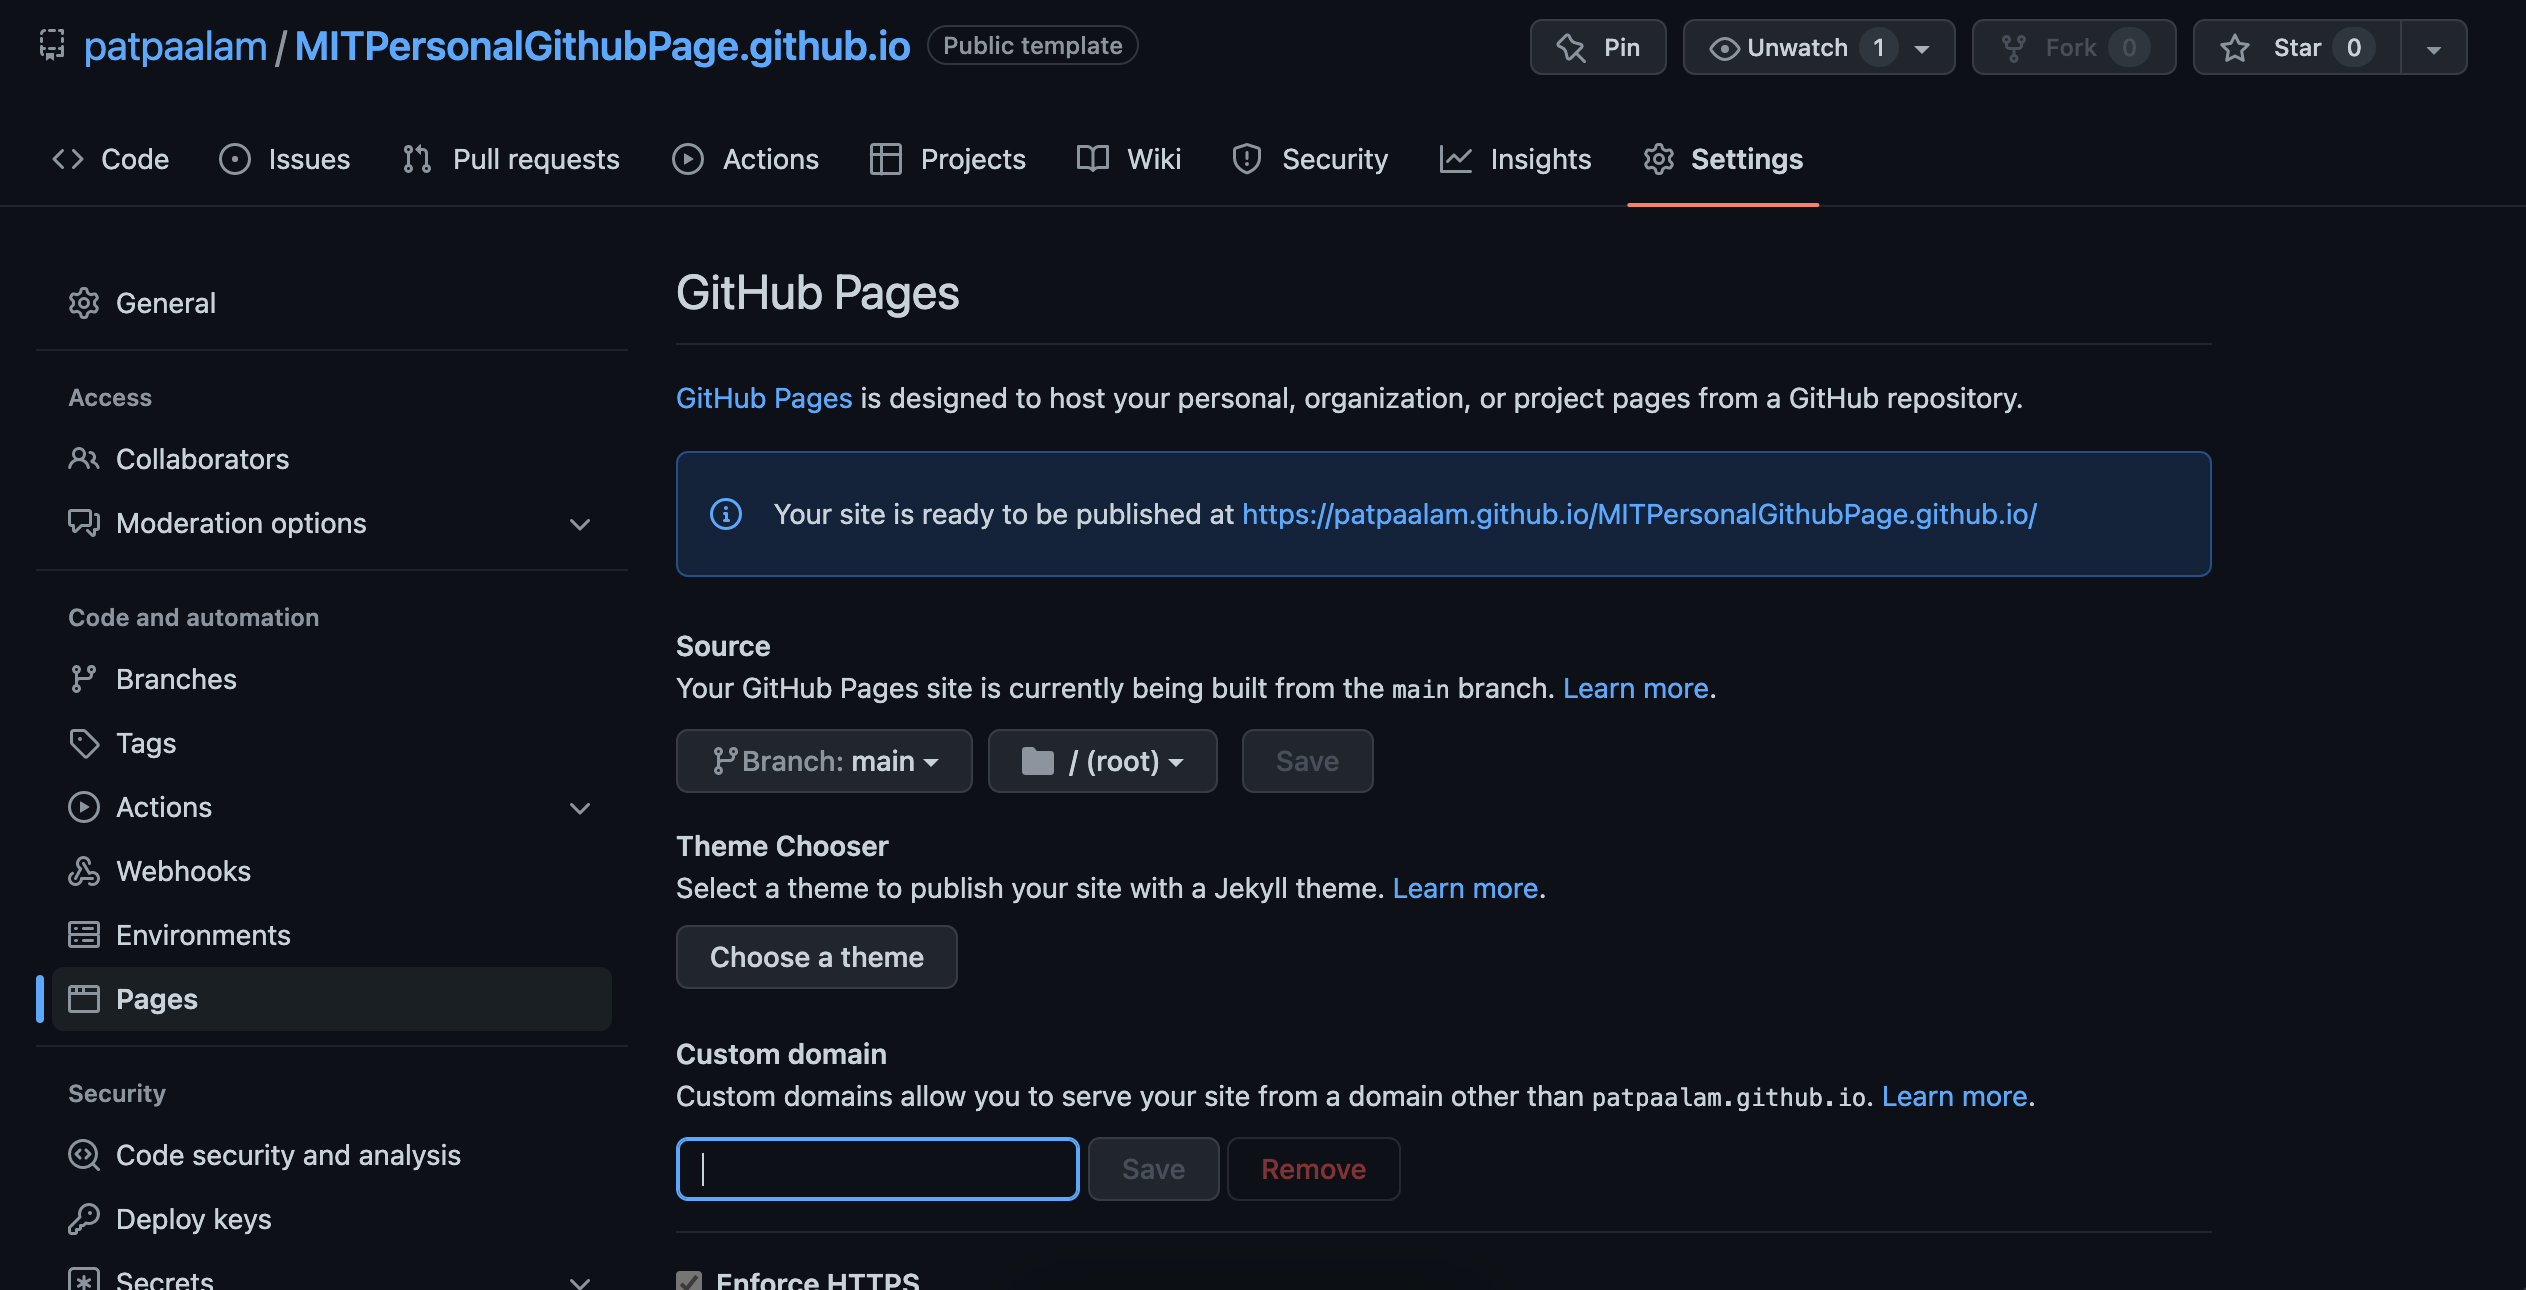 patpaalam / MITPersonalGithubPage.github.io Public template
Pin Unwatch 1 Fork 0 Star 0
Code Issues Pull requests Actions Projects Wiki Security Insights Settings
General
Access
Collaborators
Moderation options
Code and automation
Branches
Tags
Actions
Webhooks
Environments
Pages
Security
Code security and analysis
Deploy keys
Secrets
GitHub Pages
GitHub Pages is designed to host your personal, organization, or project pages from a GitHub repository.
Your site is ready to be published at https://patpaalam.github.io/MITPersonalGithubPage.github.io/
Source
Your GitHub Pages site is currently being built from the main branch. Learn more.
Branch: main / (root) Save
Theme Chooser
Select a theme to publish your site with a Jekyll theme. Learn more.
Choose a theme
Custom domain
Custom domains allow you to serve your site from a domain other than patpaalam.github.io. Learn more.
Save Remove
Enforce HTTPS